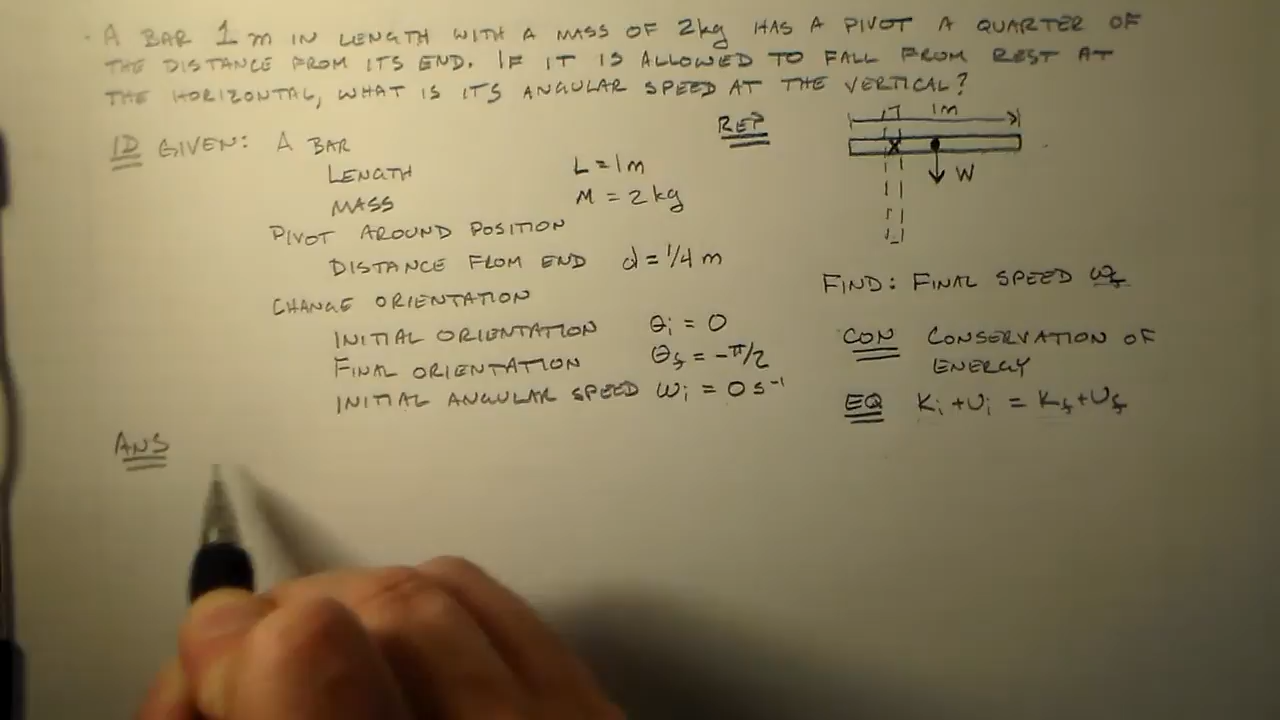 · A BAR 1 m IN LENGTH WITH A MASS OF 2kg HAS A PIVOT A QUARTER OF
THE DISTANCE FROM ITS END. IF IT IS ALLOWED TO FALL FROM REST AT
THE HORIZONTAL, WHAT IS ITS ANGULAR SPEED AT THE VERTICAL?
ID GIVEN: A BAR
LENGTH L = 1m
MASS M = 2 kg
PIVOT AROUND POSITION
DISTANCE FROM END d = 1/4 m
CHANGE ORIENTATION
INITIAL ORIENTATION θi = 0
FINAL ORIENTATION θf = -π/2
INITIAL ANGULAR SPEED ωi = 0 s⁻¹
REP
1m
X
W
FIND: FINAL SPEED ωf
CON CONSERVATION OF
ENERGY
EQ Ki + Ui = Kf + Uf
ANS